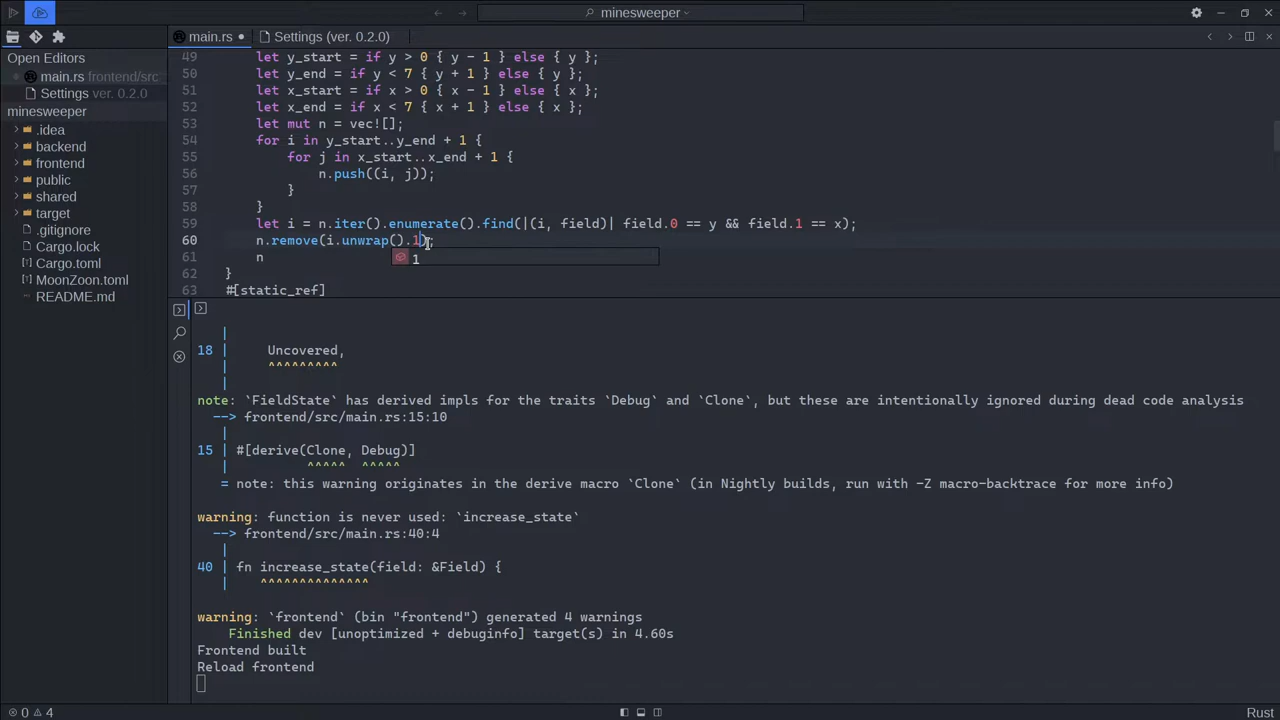 minesweeper
main.rs
Settings (ver. 0.2.0)
Open Editors
main.rs frontend/src
Settings ver. 0.2.0
minesweeper
.idea
backend
frontend
public
shared
target
.gitignore
Cargo.lock
Cargo.toml
MoonZoon.toml
README.md
49 let y_start = if y > 0 { y - 1 } else { y };
50 let y_end = if y < 7 { y + 1 } else { y };
51 let x_start = if x > 0 { x - 1 } else { x };
52 let x_end = if x < 7 { x + 1 } else { x };
53 let mut n = vec![];
54 for i in y_start..y_end + 1 {
55 for j in x_start..x_end + 1 {
56 n.push((i, j));
57 }
58 }
59 let i = n.iter().enumerate().find(|(i, field)| field.0 == y && field.1 == x);
60 n.remove(i.unwrap().1);
1
61 n
62 }
63 #[static_ref]
|
18 | Uncovered,
| ^^^^^^^^^
|
note: `FieldState` has derived impls for the traits `Debug` and `Clone`, but these are intentionally ignored during dead code analysis
--> frontend/src/main.rs:15:10
|
15 | #[derive(Clone, Debug)]
| ^^^^^ ^^^^^
= note: this warning originates in the derive macro `Clone` (in Nightly builds, run with -Z macro-backtrace for more info)
warning: function is never used: `increase_state`
--> frontend/src/main.rs:40:4
|
40 | fn increase_state(field: &Field) {
| ^^^^^^^^^^^^^^
warning: `frontend` (bin "frontend") generated 4 warnings
Finished dev [unoptimized + debuginfo] target(s) in 4.60s
Frontend built
Reload frontend
0 4
Rust